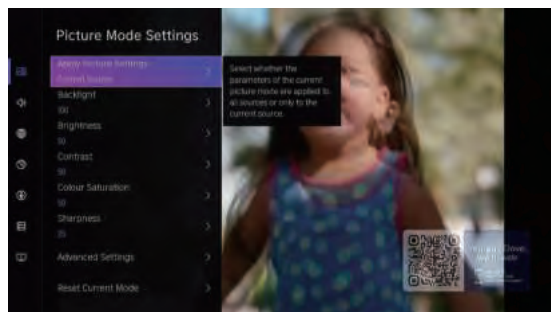 Picture Mode Settings
Apply Picture Settings
Current Source
Select whether the
parameters of the current
picture mode are applied to
all sources or only to the
current source.
Backlight
100
Brightness
50
Contrast
50
Colour Saturation
50
Sharpness
25
Advanced Settings
Reset Current Mode